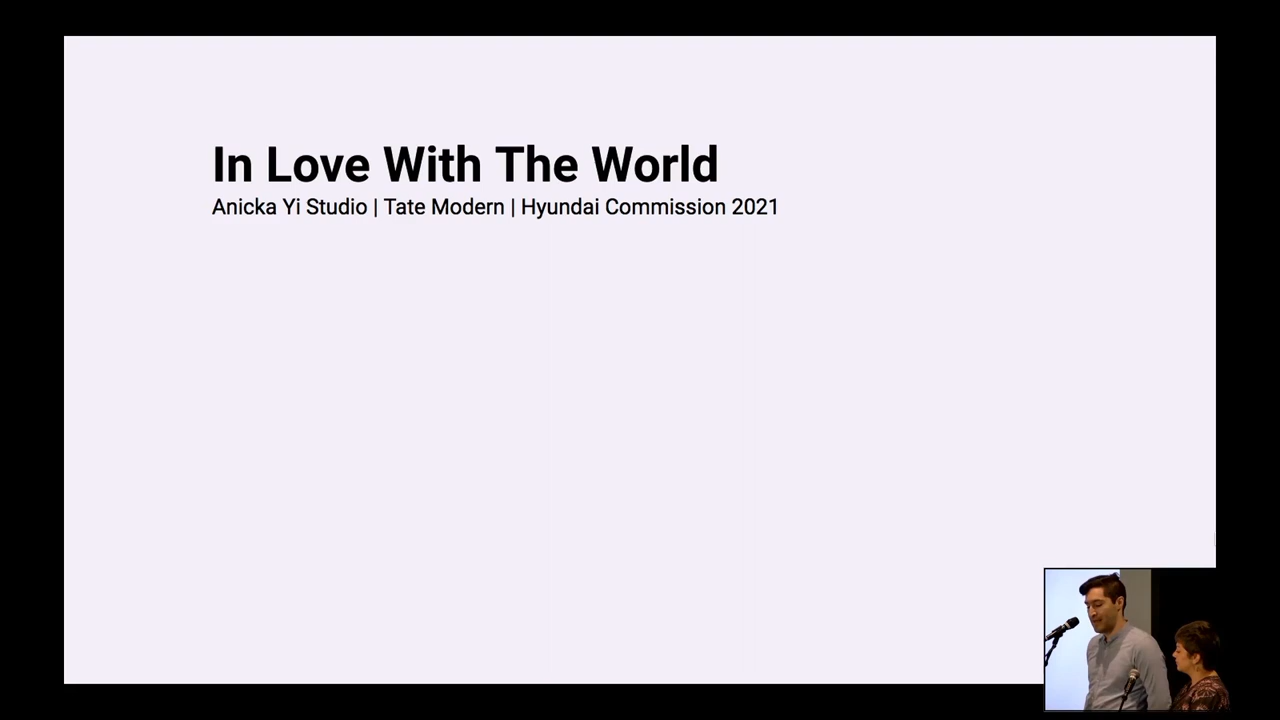 In Love With The World
Anicka Yi Studio | Tate Modern | Hyundai Commission 2021